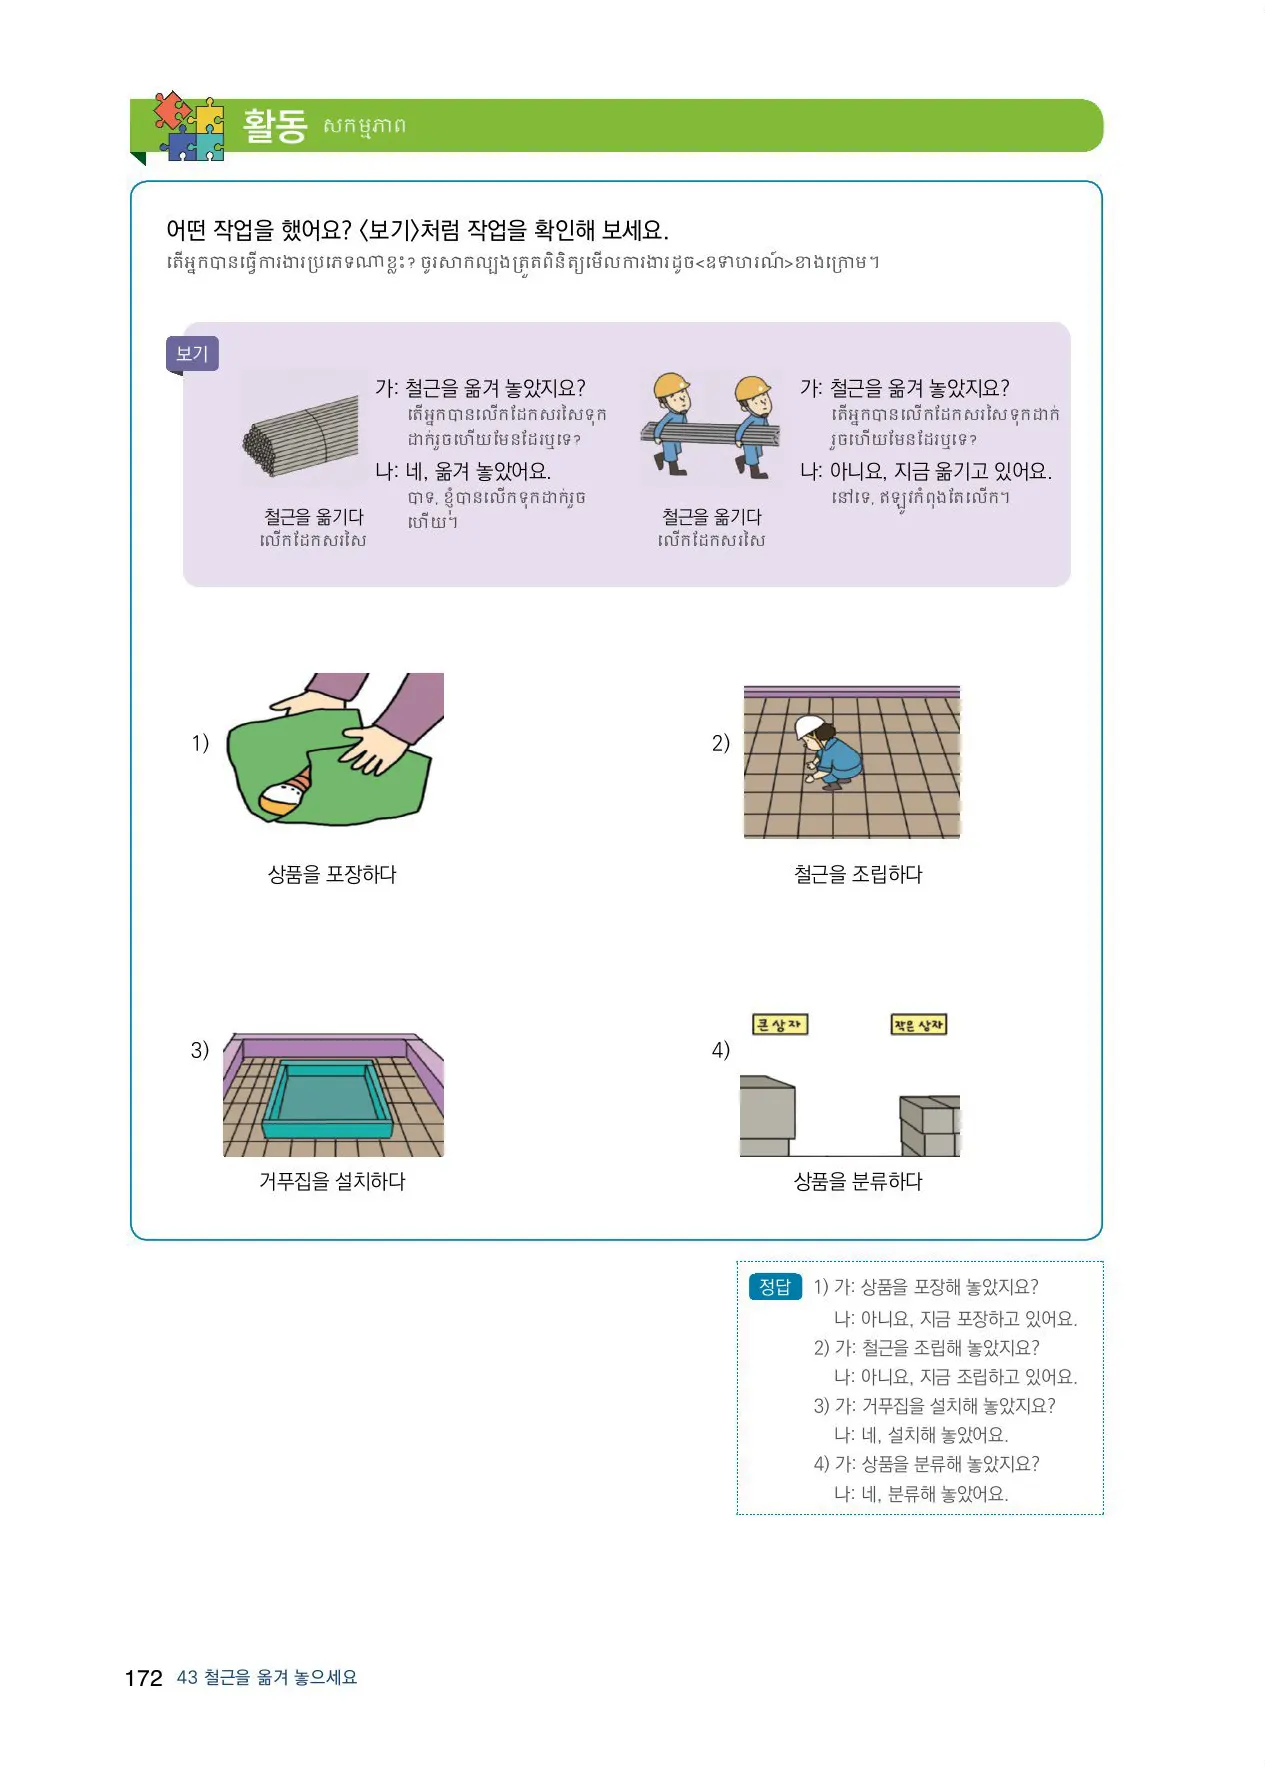 활동 សកម្មភាព
어떤 작업을 했어요? 〈보기〉처럼 작업을 확인해 보세요.
តើអ្នកបានធ្វើការងារប្រភេទណាខ្លះ? ចូរសាកល្បងត្រួតពិនិត្យមើលការងារដូច<ឧទាហរណ៍>ខាងក្រោម។
보기
가: 철근을 옮겨 놓았지요?
តើអ្នកបានលើកដែកសរសៃទុក
ដាក់រួចហើយមែនដែរឬទេ?
나: 네, 옮겨 놓았어요.
បាទ, ខ្ញុំបានលើកទុកដាក់រួច
ហើយ។
철근을 옮기다
លើកដែកសរសៃ
가: 철근을 옮겨 놓았지요?
តើអ្នកបានលើកដែកសរសៃទុកដាក់
រួចហើយមែនដែរឬទេ?
나: 아니요, 지금 옮기고 있어요.
នៅទេ, ឥឡូវកំពុងតែលើក។
철근을 옮기다
លើកដែកសរសៃ
1)
상품을 포장하다
2)
철근을 조립하다
3)
거푸집을 설치하다
4)
큰 상자
작은 상자
상품을 분류하다
정답 1) 가: 상품을 포장해 놓았지요?
나: 아니요, 지금 포장하고 있어요.
2) 가: 철근을 조립해 놓았지요?
나: 아니요, 지금 조립하고 있어요.
3) 가: 거푸집을 설치해 놓았지요?
나: 네, 설치해 놓았어요.
4) 가: 상품을 분류해 놓았지요?
나: 네, 분류해 놓았어요.
172 43 철근을 옮겨 놓으세요